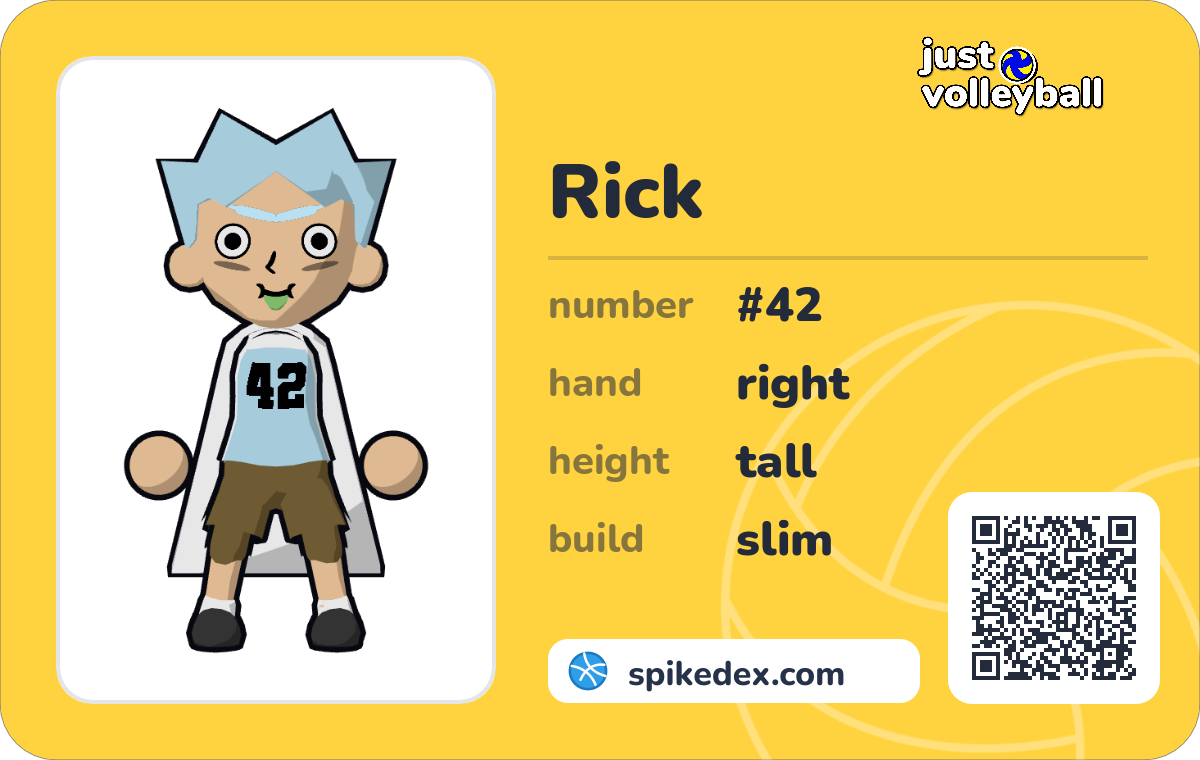 just
volleyball
Rick
number #42
hand right
height tall
build slim
42
spikedex.com